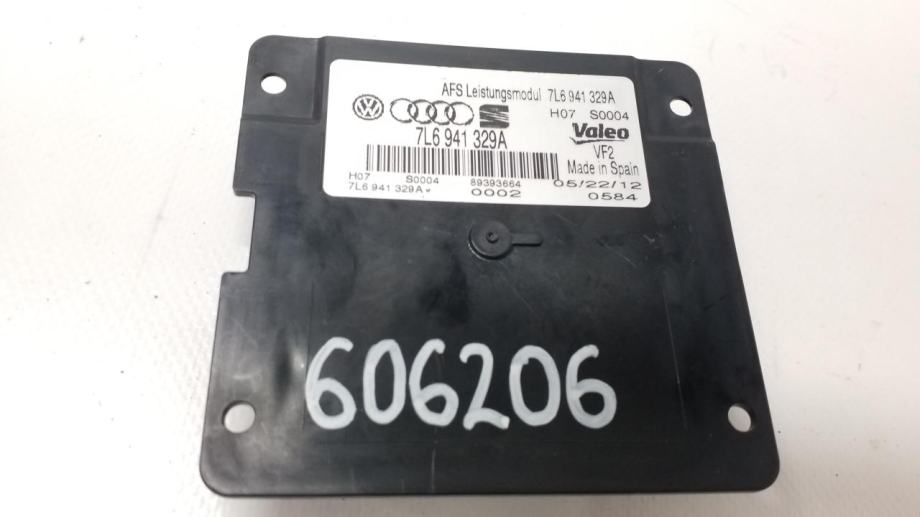 AFS Leistungsmodul 7L6 941 329A
H07 S0004
7L6 941 329A
Valeo
VF2
Made in Spain
H07 S0004 89393664 05/22/12
7L6 941 329A 0002 0584
606206